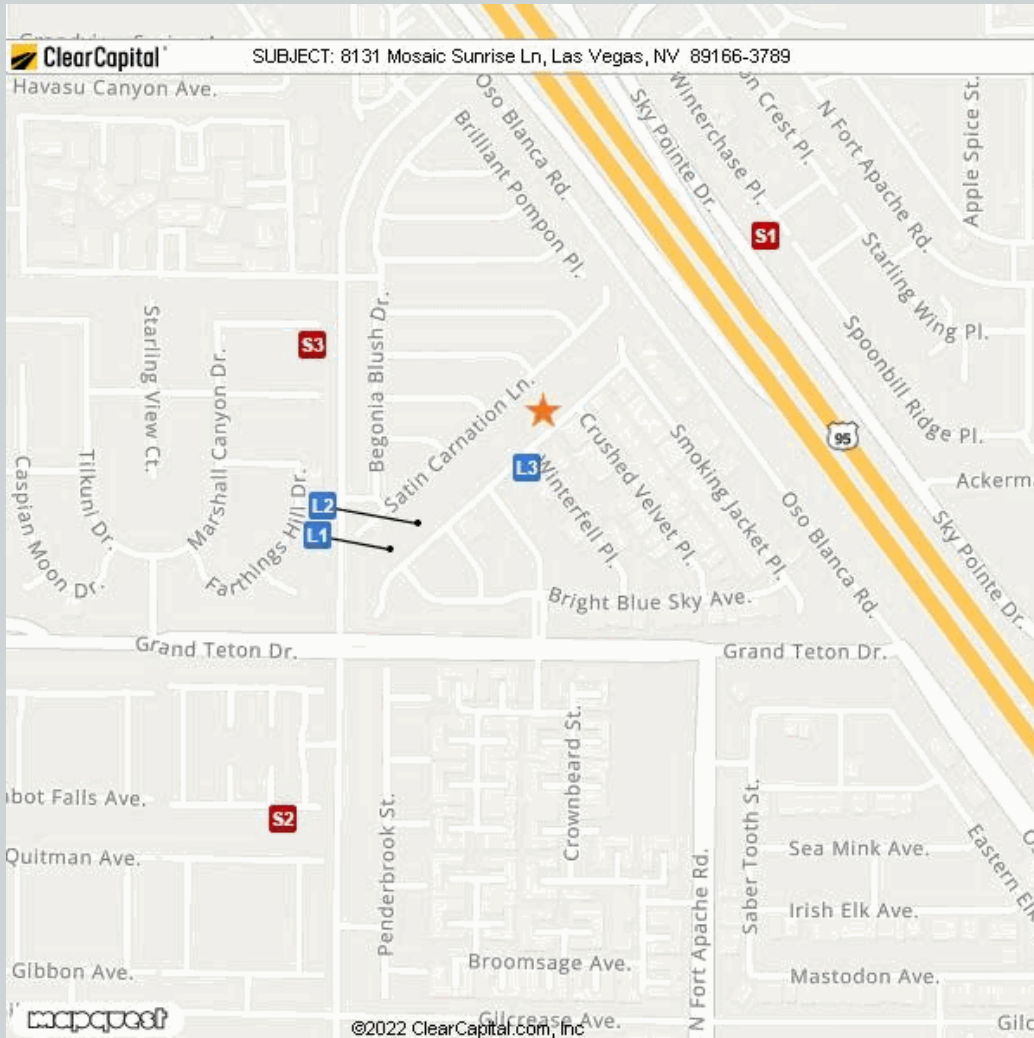 ClearCapital
SUBJECT: 8131 Mosaic Sunrise Ln, Las Vegas, NV 89166-3789
Havasu Canyon Ave.
Oso Blanca Rd.
Brilliant Pompon Pl.
Sky Pointe Dr.
Winterchase Pl.
Crest Pl.
N Fort Apache Rd.
Apple Spice St.
S1
Starling Wing Pl.
Spoonbill Ridge Pl.
S3
Starling View Ct.
Marshall Canyon Dr.
Begonia Blush Dr.
Satin Carnation Ln.
95
Crushed Velvet Pl.
Smoking Jacket Pl.
L3
Winterfell Pl.
L2
L1
Caspian Moon Dr.
Tilkuni Dr.
Farthings Hill Dr.
Oso Blanca Rd.
Sky Pointe Dr.
Bright Blue Sky Ave.
Grand Teton Dr.
Grand Teton Dr.
Falls Ave.
S2
Penderbrook St.
Crownbeard St.
Saber Tooth St.
Quitman Ave.
Sea Mink Ave.
Eastern
Irish Elk Ave.
N Fort Apache Rd.
Gibbon Ave.
Broomsage Ave.
Mastodon Ave.
mapquest
Gilcrease Ave.
©2022 ClearCapital.com, Inc